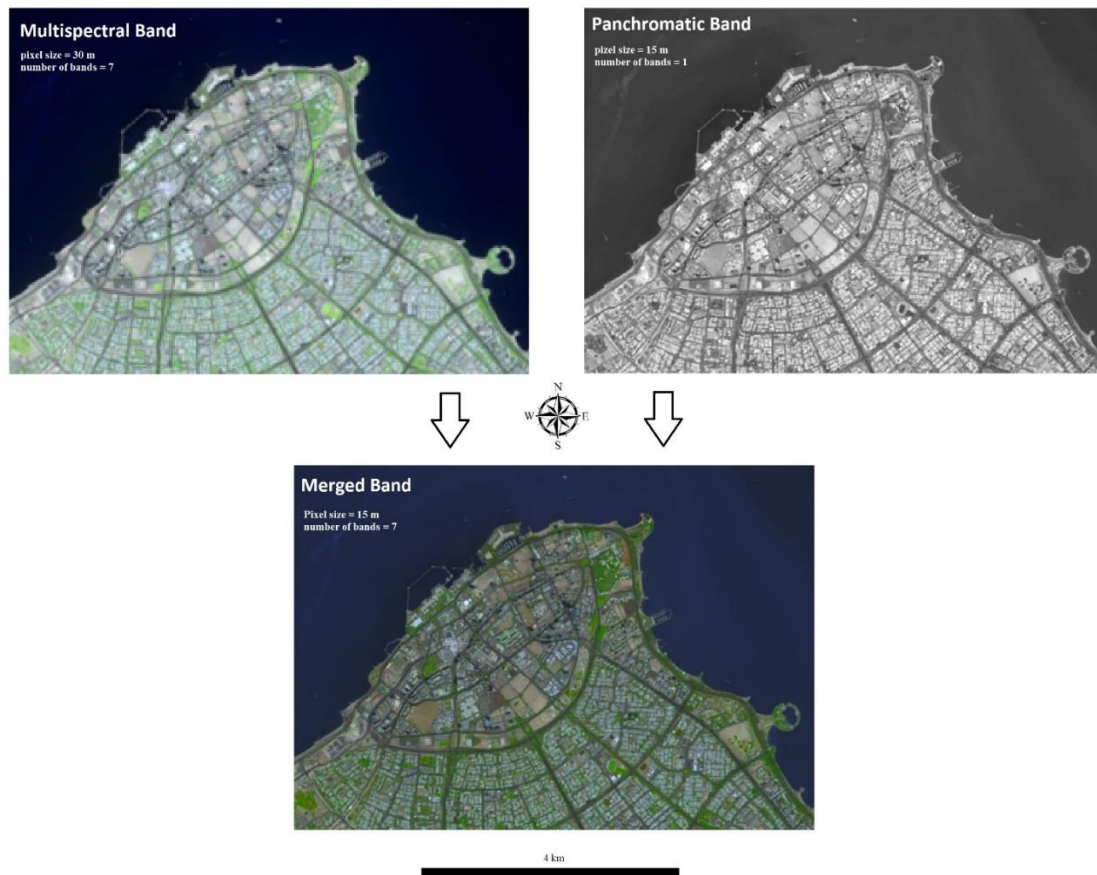 Multispectral Band
pixel size = 30 m
number of bands = 7
Panchromatic Band
pizel size = 15 m
number of bands = 1
N
W
E
S
Merged Band
Pixel size = 15 m
number of bands = 7
4 km